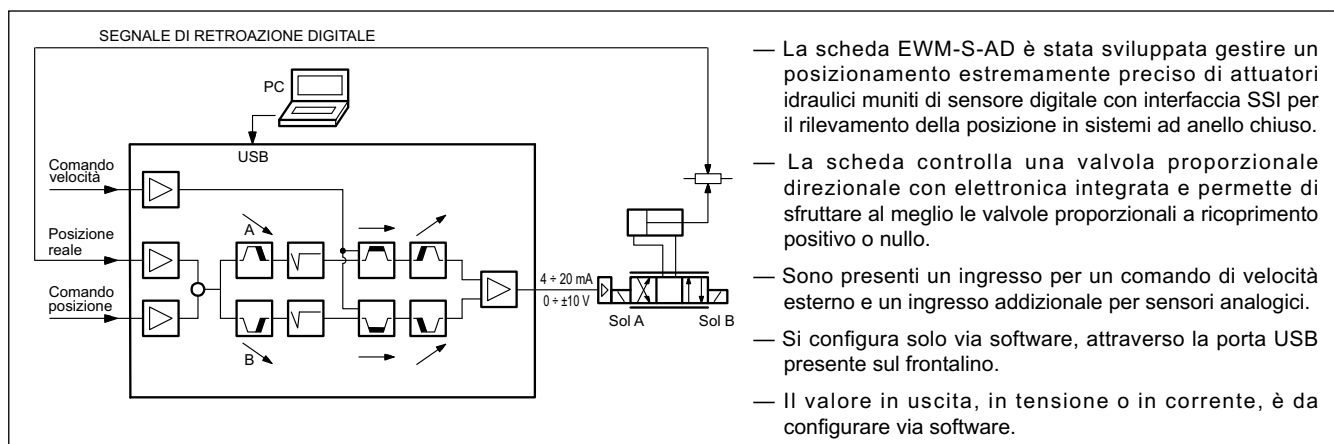 SEGNALE DI RETROAZIONE DIGITALE
PC
USB
Comando
velocità
Posizione
reale
Comando
posizione
A
B
4 ÷ 20 mA
0 ÷ ±10 V
Sol A
Sol B
— La scheda EWM-S-AD è stata sviluppata gestire un
posizionamento estremamente preciso di attuatori
idraulici muniti di sensore digitale con interfaccia SSI per
il rilevamento della posizione in sistemi ad anello chiuso.
— La scheda controlla una valvola proporzionale
direzionale con elettronica integrata e permette di
sfruttare al meglio le valvole proporzionali a ricoprimento
positivo o nullo.
— Sono presenti un ingresso per un comando di velocità
esterno e un ingresso addizionale per sensori analogici.
— Si configura solo via software, attraverso la porta USB
presente sul frontalino.
— Il valore in uscita, in tensione o in corrente, è da
configurare via software.